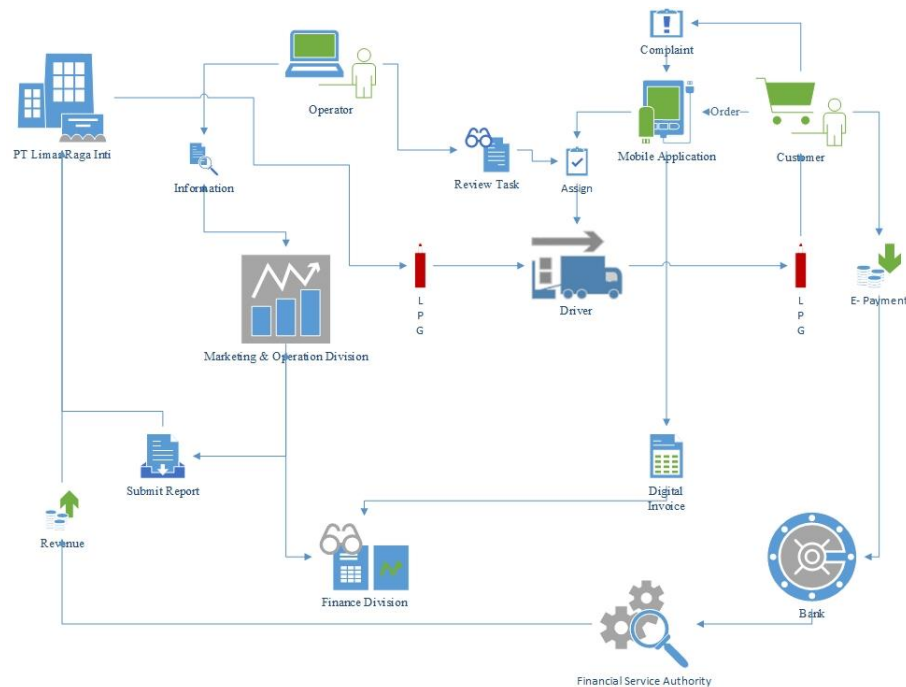 Complaint
Operator
PT Limar Raga Inti
Order
Mobile Application
Customer
Information
Review Task
Assign
L
P
G
Driver
L
P
G
E- Payment
Marketing & Operation Division
Submit Report
Digital
Invoice
Revenue
Finance Division
Bank
Financial Service Authority